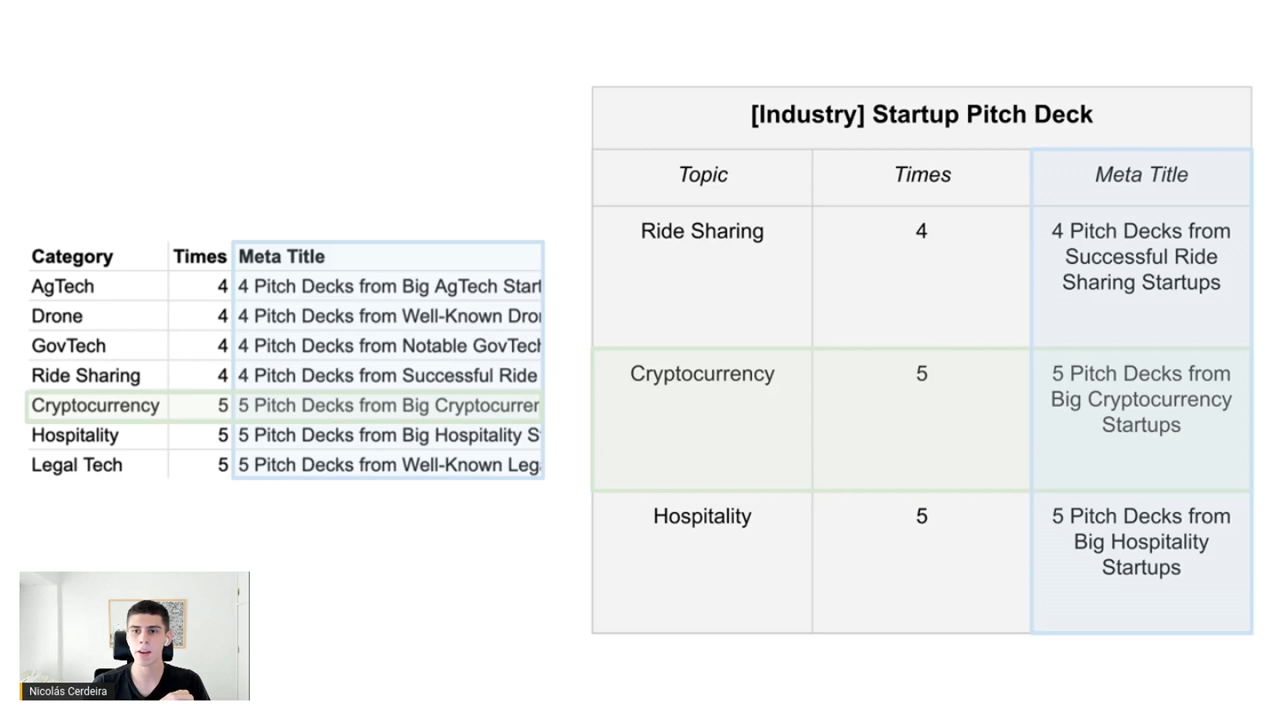 [Industry] Startup Pitch Deck
Topic Times Meta Title
Ride Sharing 4 4 Pitch Decks from
Successful Ride
Sharing Startups
Cryptocurrency 5 5 Pitch Decks from
Big Cryptocurrency
Startups
Hospitality 5 5 Pitch Decks from
Big Hospitality
Startups
Category Times Meta Title
AgTech 4 4 Pitch Decks from Big AgTech Start
Drone 4 4 Pitch Decks from Well-Known Dro
GovTech 4 4 Pitch Decks from Notable GovTech
Ride Sharing 4 4 Pitch Decks from Successful Ride
Cryptocurrency 5 5 Pitch Decks from Big Cryptocurrer
Hospitality 5 5 Pitch Decks from Big Hospitality S
Legal Tech 5 5 Pitch Decks from Well-Known Leg
Nicolás Cerdeira